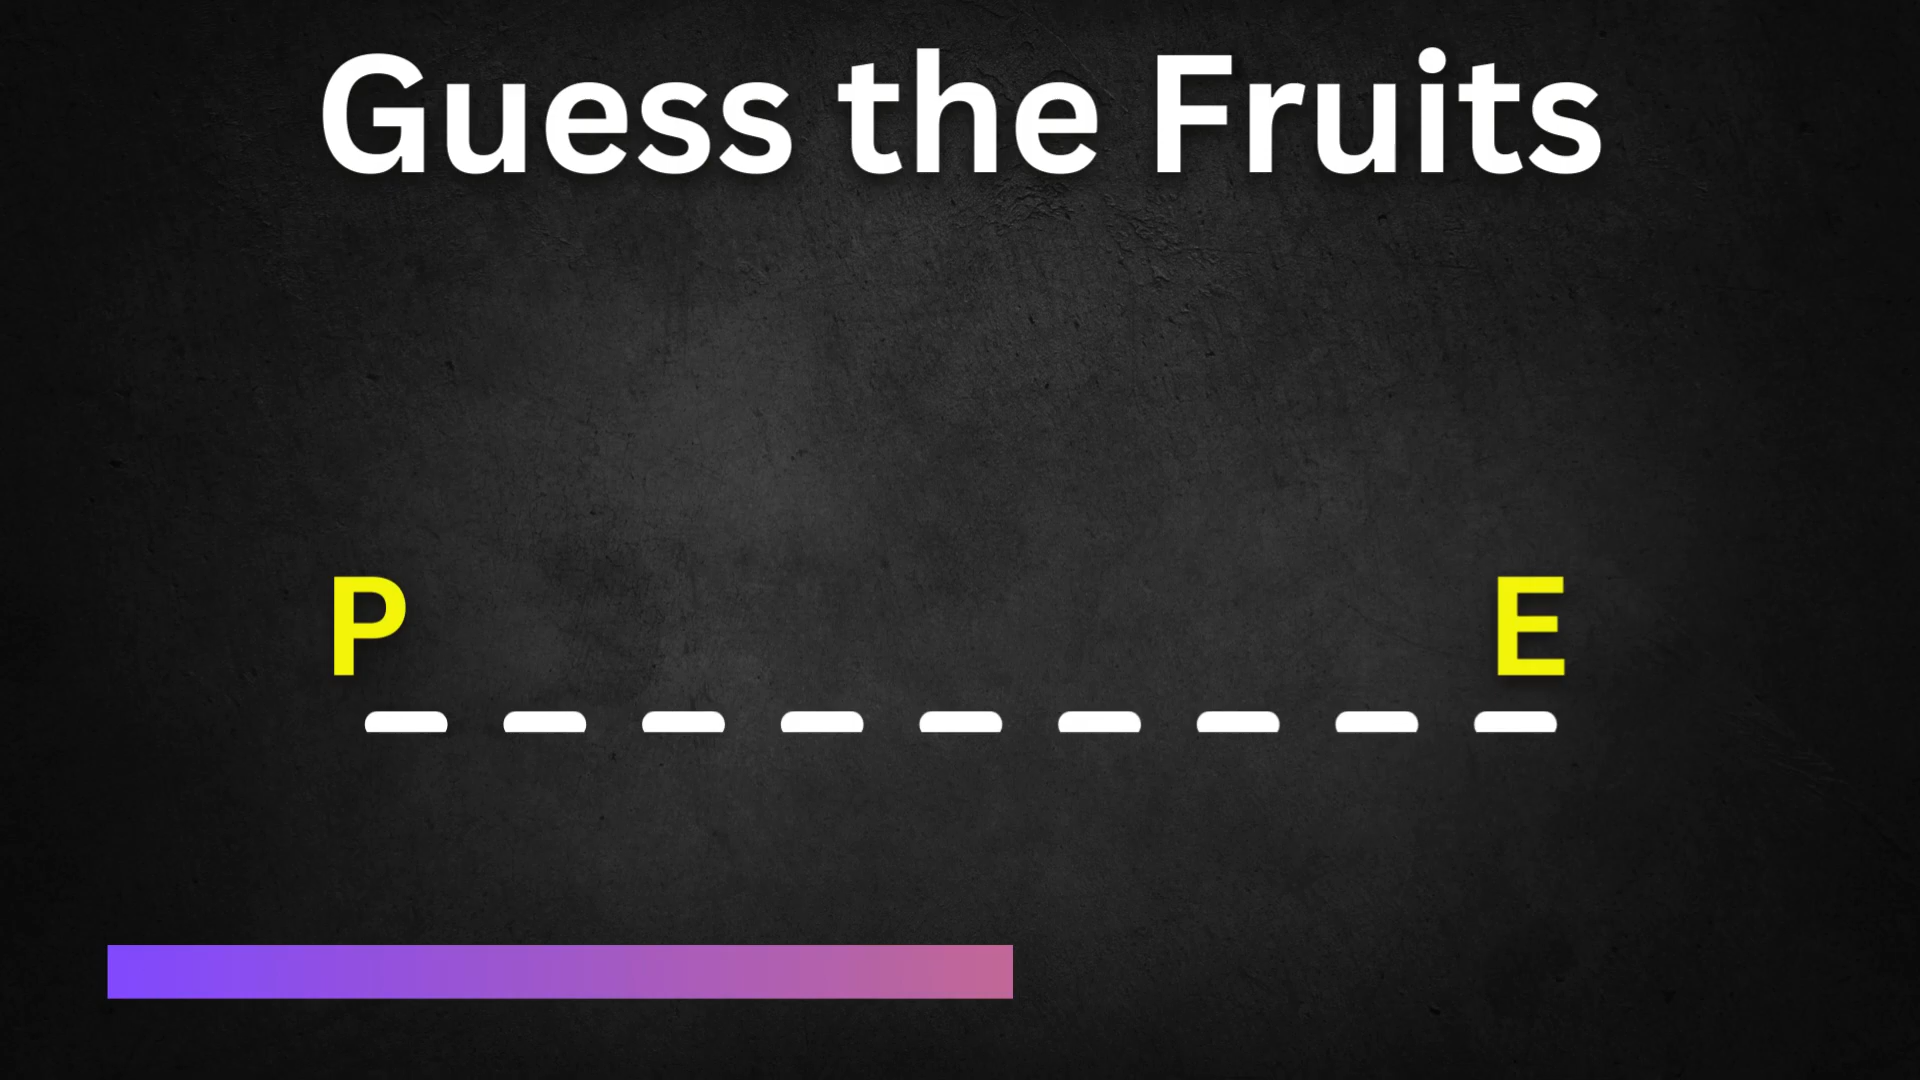 Guess the Fruits
P E
_ _ _ _ _ _ _ _ _